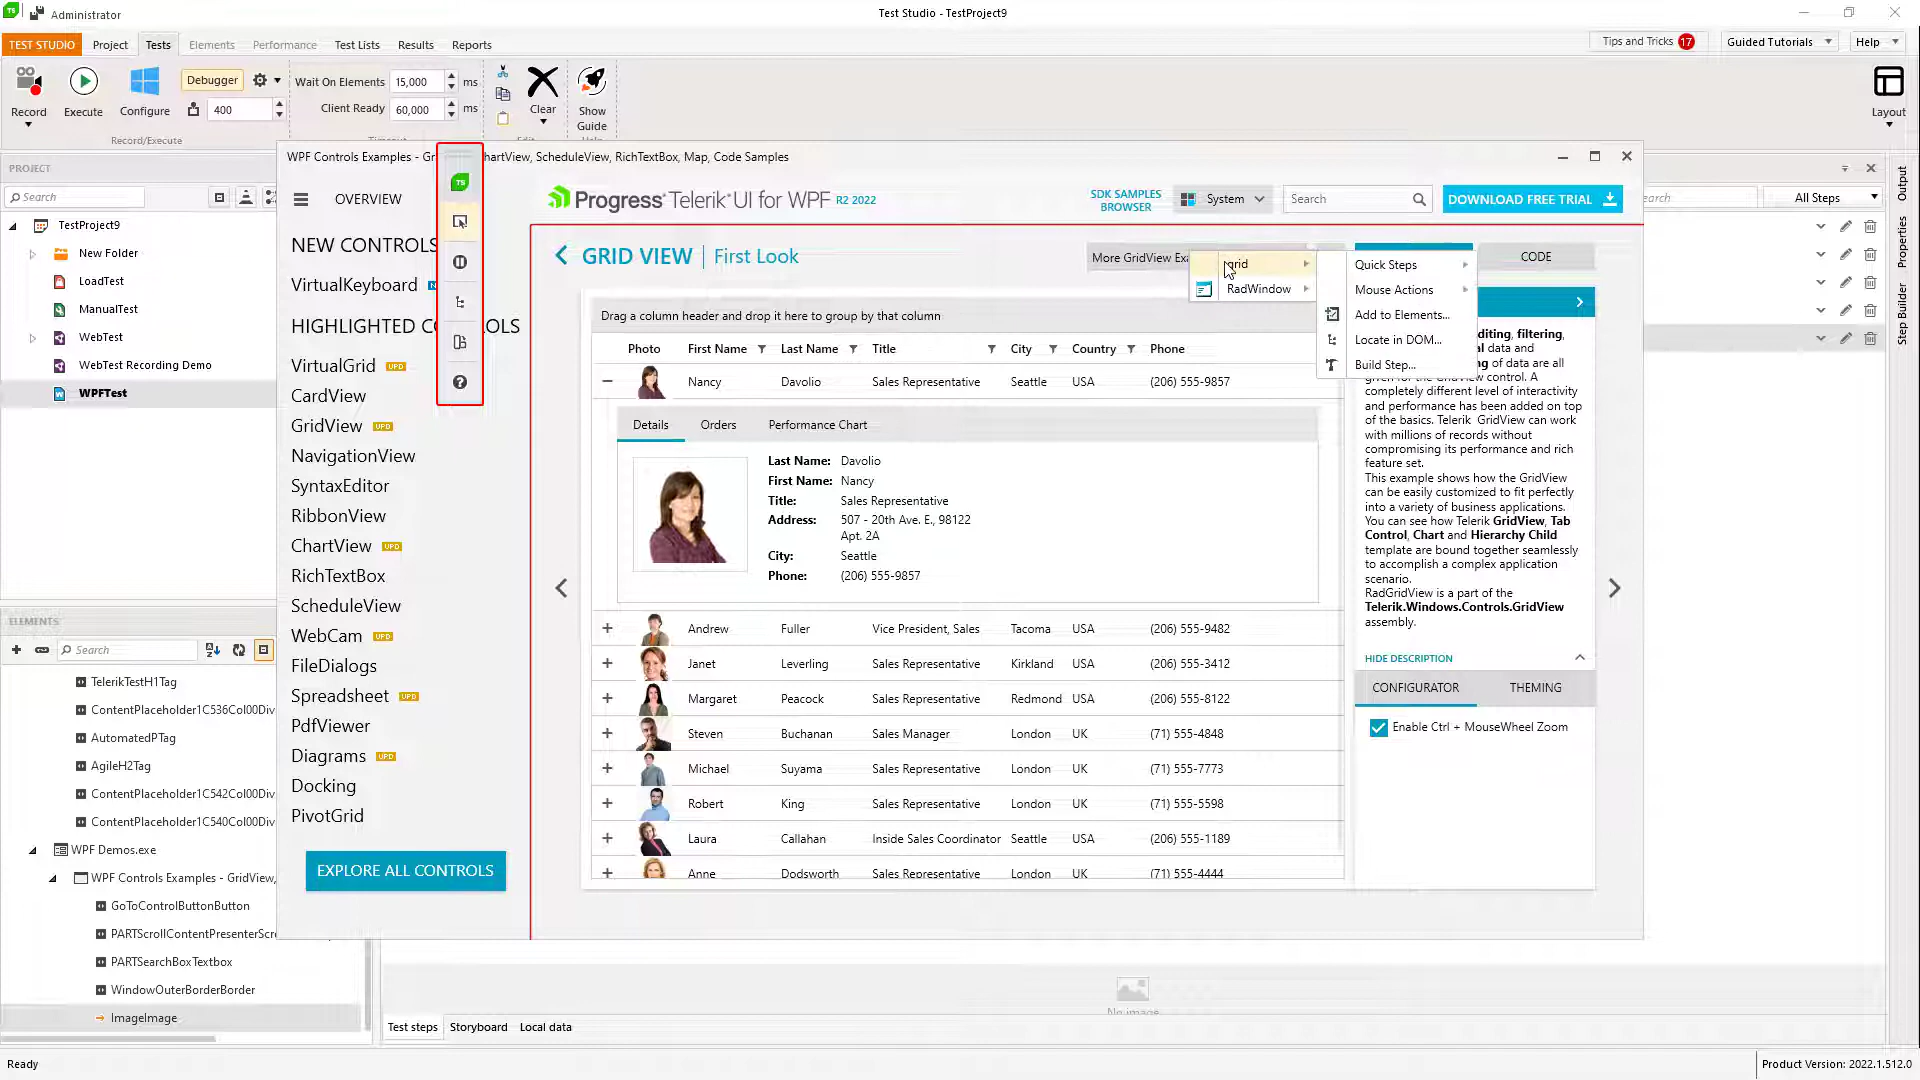 Administrator
Test Studio - TestProject9
TEST STUDIO
Project
Tests
Elements
Performance
Test Lists
Results
Reports
Tips and Tricks 17
Guided Tutorials
Help
Record
Execute
Configure
Debugger
400
Record/Execute
Wait On Elements 15,000 ms
Client Ready 60,000 ms
Clear
Show
Guide
Layout
PROJECT
Search
TestProject9
New Folder
LoadTest
ManualTest
WebTest
WebTest Recording Demo
WPFTest
ELEMENTS
Search
TelerikTestH1Tag
ContentPlaceholder1C536Col00Div
AutomatedPTag
AgileH2Tag
ContentPlaceholder1C542Col00Div
ContentPlaceholder1C540Col00Div
WPF Demos.exe
WPF Controls Examples - GridView,
GoToControlButtonButton
PARTScrollContentPresenterScr
PARTSearchBoxTextbox
WindowOuterBorderBorder
ImageImage
WPF Controls Examples - Gr
hartView, ScheduleView, RichTextBox, Map, Code Samples
TS
OVERVIEW
NEW CONTROLS
VirtualKeyboard
HIGHLIGHTED CO
OLS
VirtualGrid UPD
CardView
GridView UPD
NavigationView
SyntaxEditor
RibbonView
ChartView UPD
RichTextBox
ScheduleView
WebCam UPD
FileDialogs
Spreadsheet UPD
PdfViewer
Diagrams UPD
Docking
PivotGrid
EXPLORE ALL CONTROLS
Progress Telerik UI for WPF R2 2022
SDK SAMPLES
BROWSER
System
Search
DOWNLOAD FREE TRIAL
GRID VIEW | First Look
More GridView Exa
grid
RadWindow
Quick Steps
Mouse Actions
Add to Elements...
Locate in DOM...
Build Step...
CODE
Drag a column header and drop it here to group by that column
Photo First Name Last Name Title City Country Phone
Nancy Davolio Sales Representative Seattle USA (206) 555-9857
Details
Orders
Performance Chart
Last Name: Davolio
First Name: Nancy
Title: Sales Representative
Address: 507 - 20th Ave. E., 98122
Apt. 2A
City: Seattle
Phone: (206) 555-9857
Andrew Fuller Vice President, Sales Tacoma USA (206) 555-9482
Janet Leverling Sales Representative Kirkland USA (206) 555-3412
Margaret Peacock Sales Representative Redmond USA (206) 555-8122
Steven Buchanan Sales Manager London UK (71) 555-4848
Michael Suyama Sales Representative London UK (71) 555-7773
Robert King Sales Representative London UK (71) 555-5598
Laura Callahan Inside Sales Coordinator Seattle USA (206) 555-1189
Anne Dodsworth Sales Representative London UK (71) 555-4444
diting, filtering,
l data and
ng of data are all
given for the GridView control. A
completely different level of interactivity
and performance has been added on top
of the basics. Telerik GridView can work
with millions of records without
compromising its performance and rich
feature set.
This example shows how the GridView
can be easily customized to fit perfectly
into a variety of business applications.
You can see how Telerik GridView, Tab
Control, Chart and Hierarchy Child
template are bound together seamlessly
to accomplish a complex application
scenario.
RadGridView is a part of the
Telerik.Windows.Controls.GridView
assembly.
HIDE DESCRIPTION
CONFIGURATOR
THEMING
Enable Ctrl + MouseWheel Zoom
earch
All Steps
Output
Properties
Step Builder
Test steps
Storyboard
Local data
Ready
Product Version: 2022.1.512.0